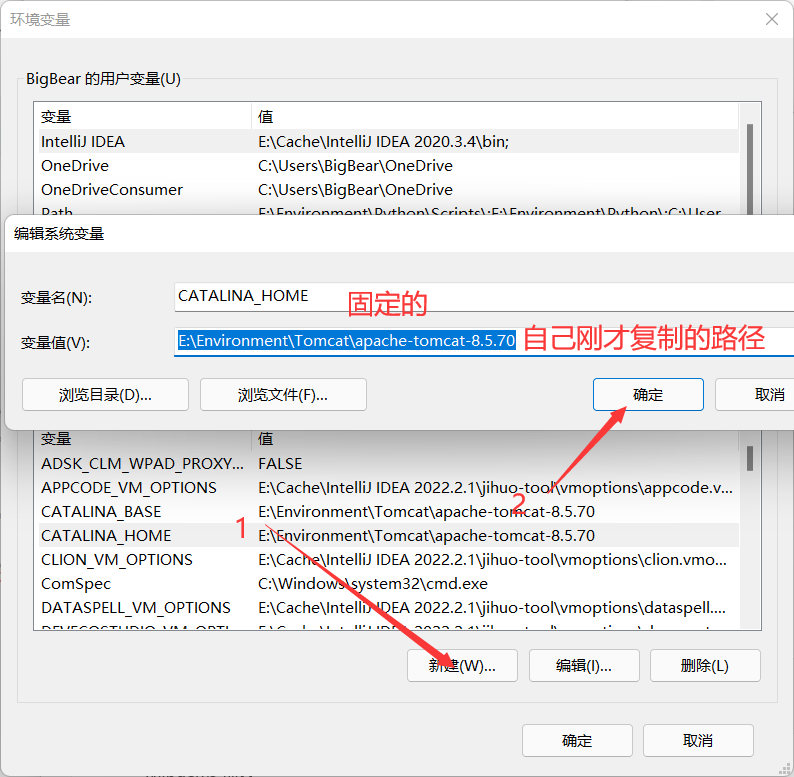 环境变量
BigBear 的用户变量(U)
变量 值
IntelliJ IDEA E:\Cache\IntelliJ IDEA 2020.3.4\bin;
OneDrive C:\Users\BigBear\OneDrive
OneDriveConsumer C:\Users\BigBear\OneDrive
Path E:\Environment\Python\Scripts\;E:\Environment\Python\;C:\User
编辑系统变量
变量名(N): CATALINA_HOME 固定的
变量值(V): E:\Environment\Tomcat\apache-tomcat-8.5.70 自己刚才复制的路径
浏览目录(D)... 浏览文件(F)... 确定 取消
变量 值
ADSK_CLM_WPAD_PROXY... FALSE
APPCODE_VM_OPTIONS E:\Cache\IntelliJ IDEA 2022.2.1\jihuo-tool\vmoptions\appcode.v...
2
CATALINA_BASE E:\Environment\Tomcat\apache-tomcat-8.5.70
1
CATALINA_HOME E:\Environment\Tomcat\apache-tomcat-8.5.70
CLION_VM_OPTIONS E:\Cache\IntelliJ IDEA 2022.2.1\jihuo-tool\vmoptions\clion.vmo...
ComSpec C:\Windows\system32\cmd.exe
DATASPELL_VM_OPTIONS E:\Cache\IntelliJ IDEA 2022.2.1\jihuo-tool\vmoptions\dataspell....
新建(W)... 编辑(I)... 删除(L)
确定 取消